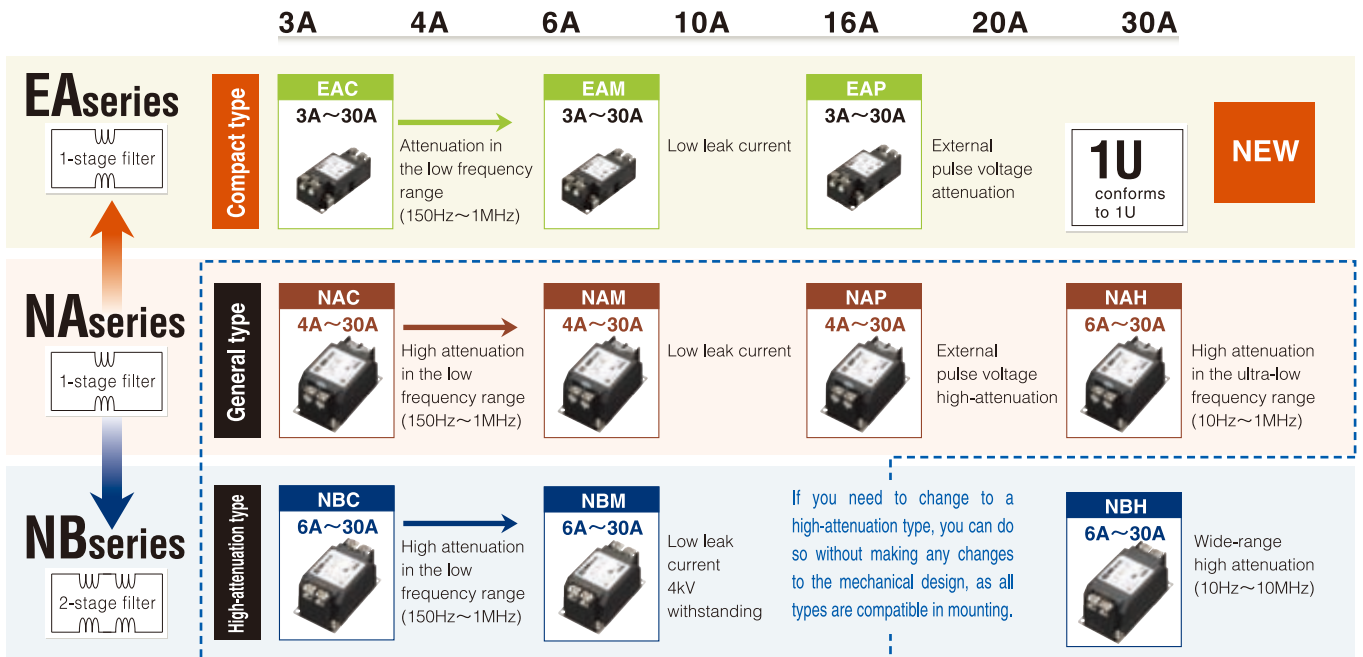 3A 4A 6A 10A 16A 20A 30A
EAseries
1-stage filter
Compact type
EAC
3A～30A
Attenuation in
the low frequency
range
(150Hz～1MHz)
EAM
3A～30A
Low leak current
EAP
3A～30A
External
pulse voltage
attenuation
1U
conforms
to 1U
NEW
NAseries
1-stage filter
General type
NAC
4A～30A
High attenuation
in the low
frequency range
(150Hz～1MHz)
NAM
4A～30A
Low leak current
NAP
4A～30A
External
pulse voltage
high-attenuation
NAH
6A～30A
High attenuation
in the ultra-low
frequency range
(10Hz～1MHz)
NBseries
2-stage filter
High-attenuation type
NBC
6A～30A
High attenuation
in the low
frequency range
(150Hz～1MHz)
NBM
6A～30A
Low leak
current
4kV
withstanding
If you need to change to a
high-attenuation type, you can do
so without making any changes
to the mechanical design, as all
types are compatible in mounting.
NBH
6A～30A
Wide-range
high attenuation
(10Hz～10MHz)